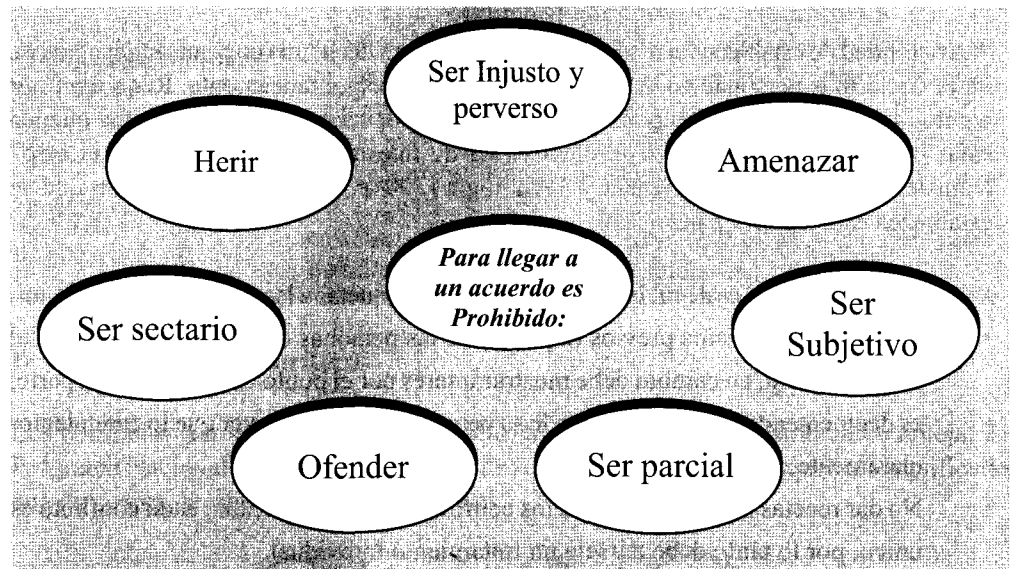 Ser Injusto y
perverso
Herir
Amenazar
Para llegar a
un acuerdo es
Prohibido:
Ser sectario
Ser
Subjetivo
Ofender
Ser parcial